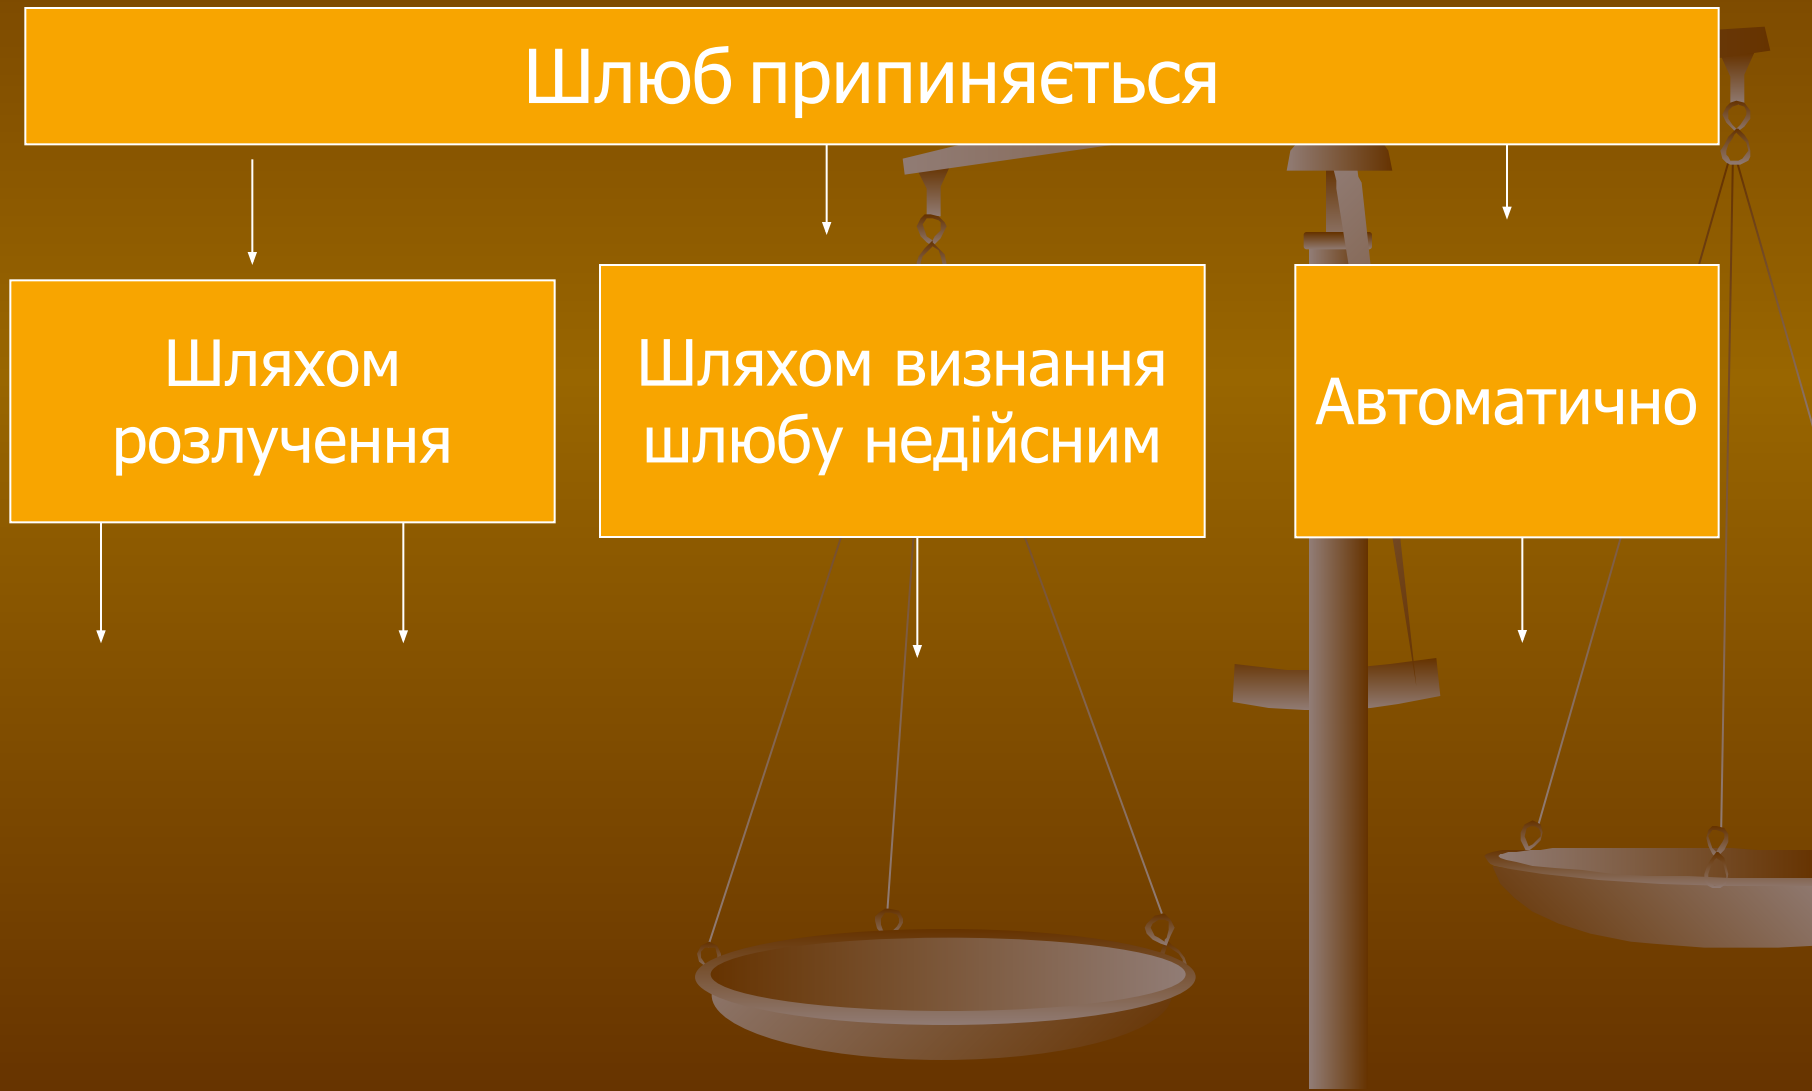 Шлюб припиняється
Шляхом
розлучення
Шляхом визнання
шлюбу недійсним
Автоматично